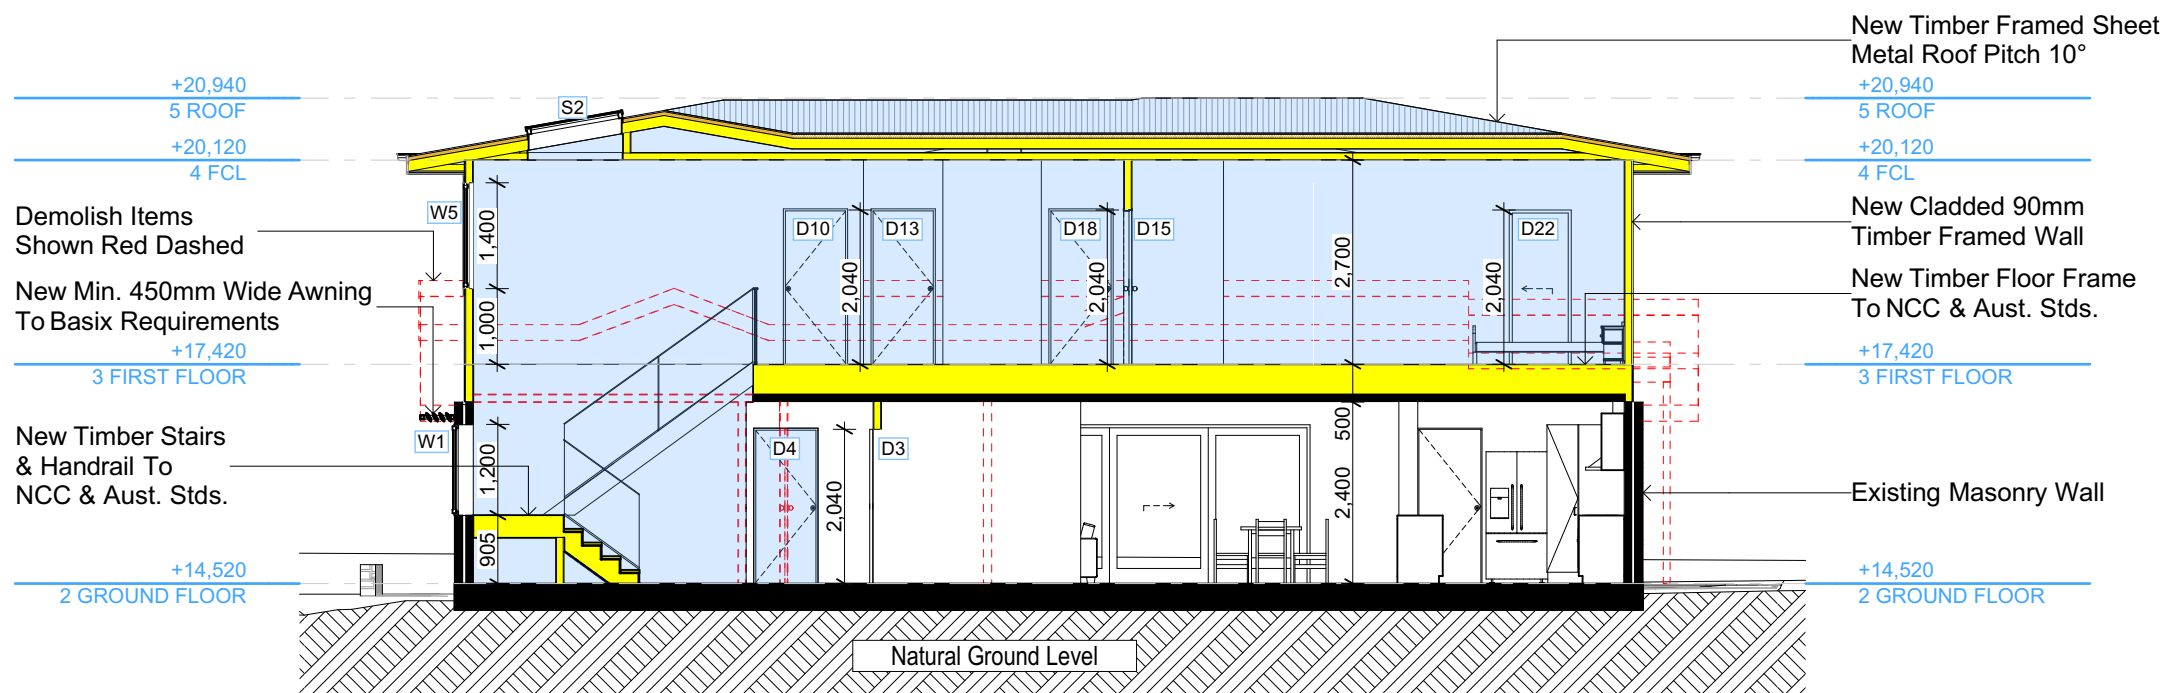 New Timber Framed Sheet
Metal Roof Pitch 10°
+20,940
5 ROOF
S2
+20,940
5 ROOF
+20,120
4 FCL
+20,120
4 FCL
Demolish Items
Shown Red Dashed
W5
1,400
D10
D13
D18
D15
D22
New Cladded 90mm
Timber Framed Wall
New Min. 450mm Wide Awning
To Basix Requirements
1,000
2,040
2,040
2,700
2,040
New Timber Floor Frame
To NCC & Aust. Stds.
+17,420
3 FIRST FLOOR
+17,420
3 FIRST FLOOR
New Timber Stairs
& Handrail To
NCC & Aust. Stds.
W1
1,200
D4
D3
500
2,040
2,400
Existing Masonry Wall
905
+14,520
2 GROUND FLOOR
+14,520
2 GROUND FLOOR
Natural Ground Level